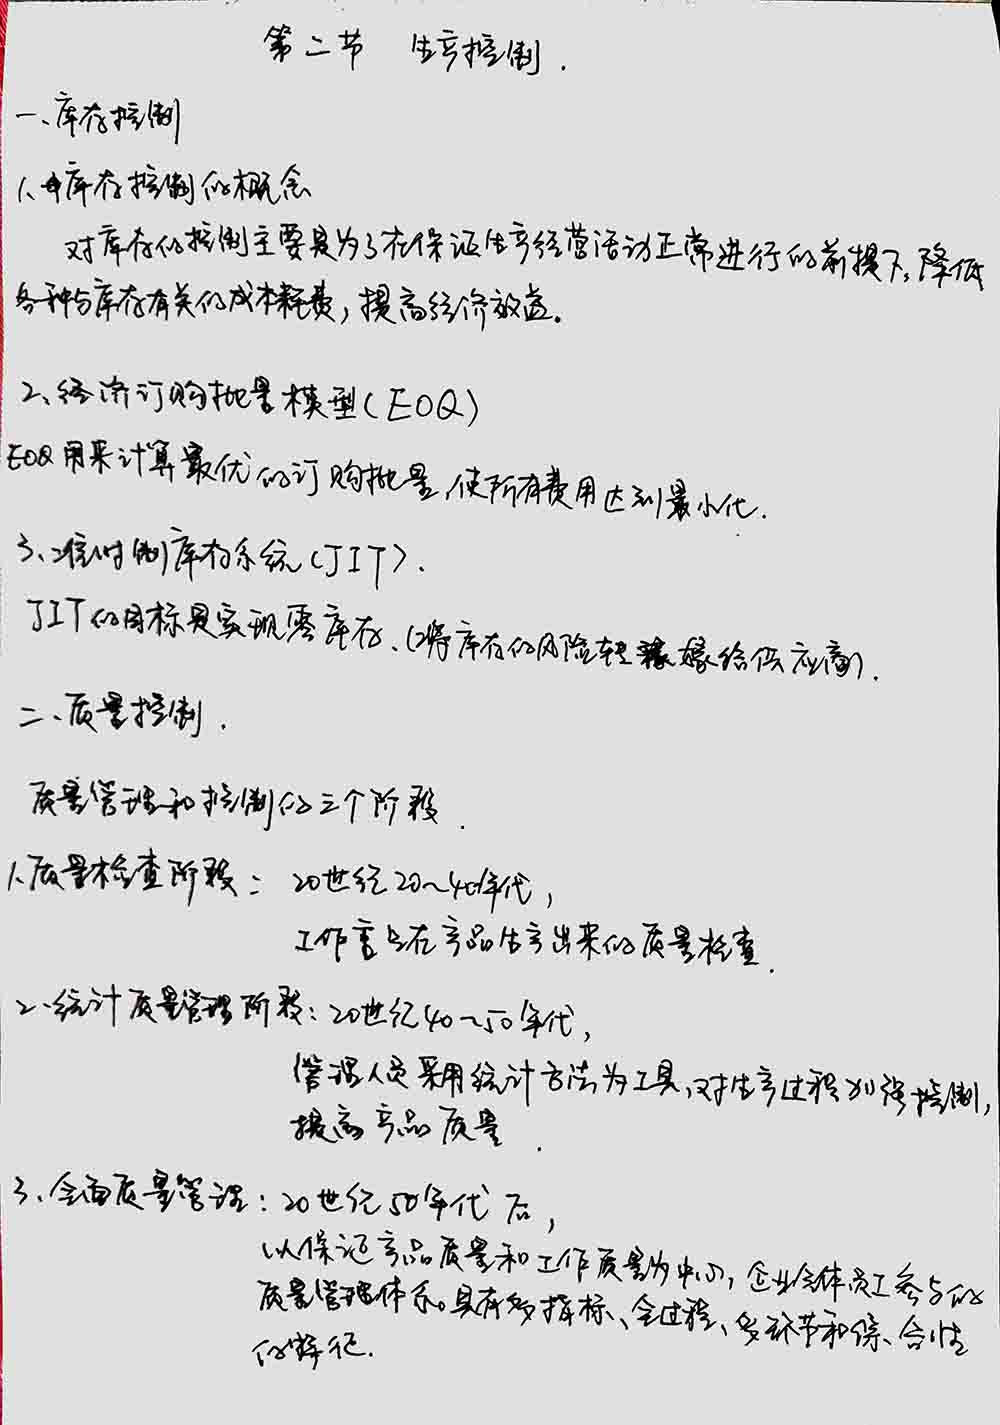 第二节 生产控制.
一、库存控制
1、库存控制的概念
对库存的控制主要是为了在保证生产经营活动正常进行的前提下,降低
各种与库存有关的成本耗费,提高经济效益。
2、经济订购批量模型(EOQ)
EOQ用来计算最优的订购批量,使所有费用达到最小化.
3、准时制库存系统(JIT).
JIT的目标是实现零库存、(将库存的风险转嫁给供应商).
二、质量控制.
质量管理和控制的三个阶段.
1、质量检查阶段: 20世纪20~40年代,
工作重点在产品生产出来的质量检查.
2、统计质量管理阶段:20世纪40~50年代,
管理人员采用统计方法为工具、对生产过程加强控制,
提高产品质量.
3、全面质量管理:20世纪50年代后,
以保证产品质量和工作质量为中心,企业全体员工参与的
质量管理体系。具有多指标、全过程、多环节和综合性
的特征.